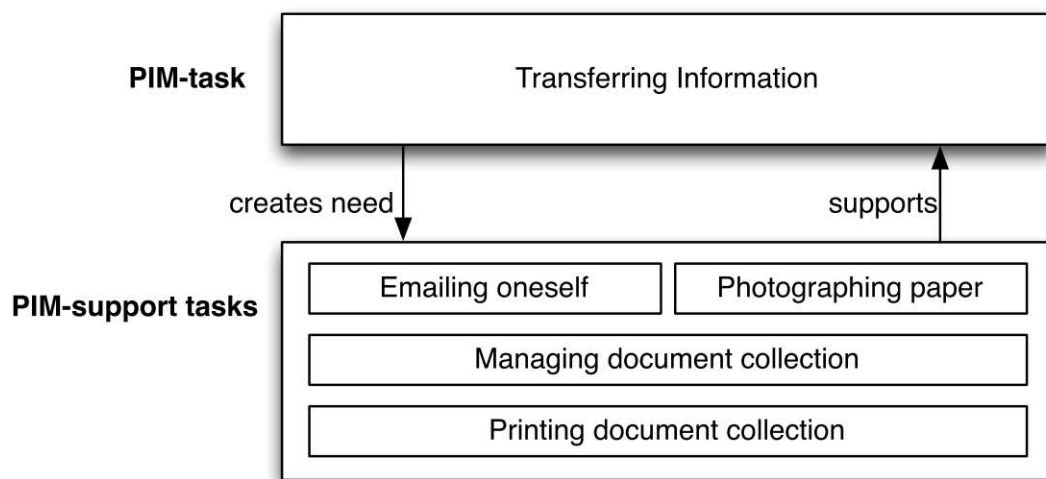 PIM-task
Transferring Information
creates need
supports
PIM-support tasks
Emailing oneself
Photographing paper
Managing document collection
Printing document collection